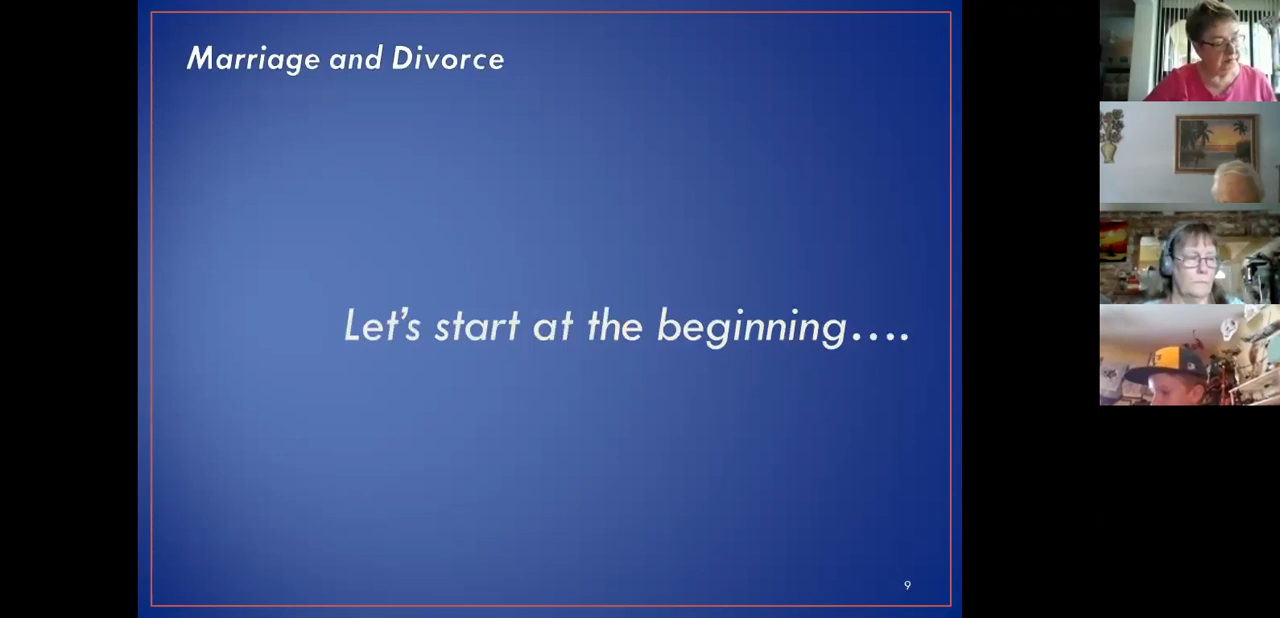 Marriage and Divorce
Let's start at the beginning….
9